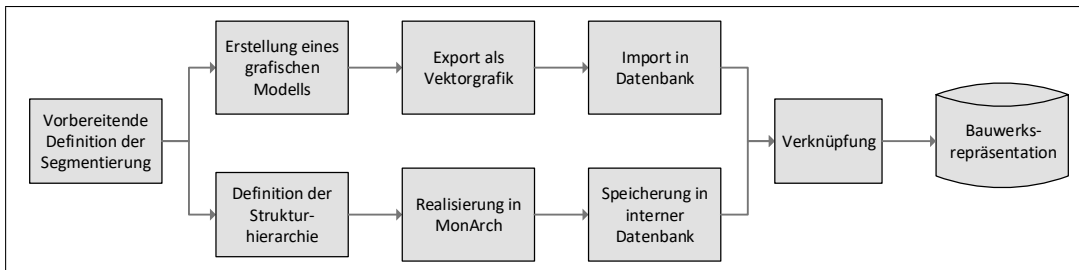 Vorbereitende
Definition der
Segmentierung
Erstellung eines
grafischen
Modells
Export als
Vektorgrafik
Import in
Datenbank
Definition der
Struktur-
hierarchie
Realisierung in
MonArch
Speicherung in
interner
Datenbank
Verknüpfung
Bauwerks-
repräsentation